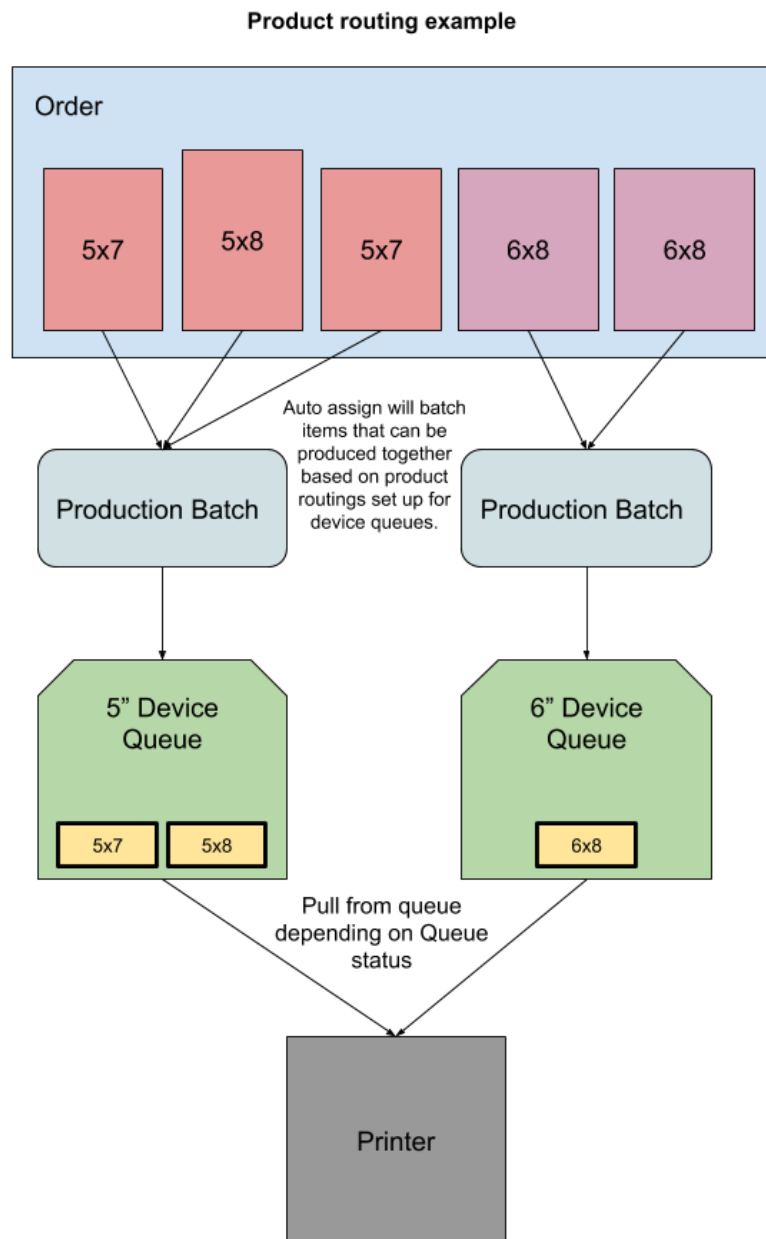 Product routing example
Order
5x7
5x8
5x7
6x8
6x8
Auto assign will batch
items that can be
produced together
based on product
routings set up for
device queues.
Production Batch
Production Batch
5” Device
Queue
5x7
5x8
6” Device
Queue
6x8
Pull from queue
depending on Queue
status
Printer